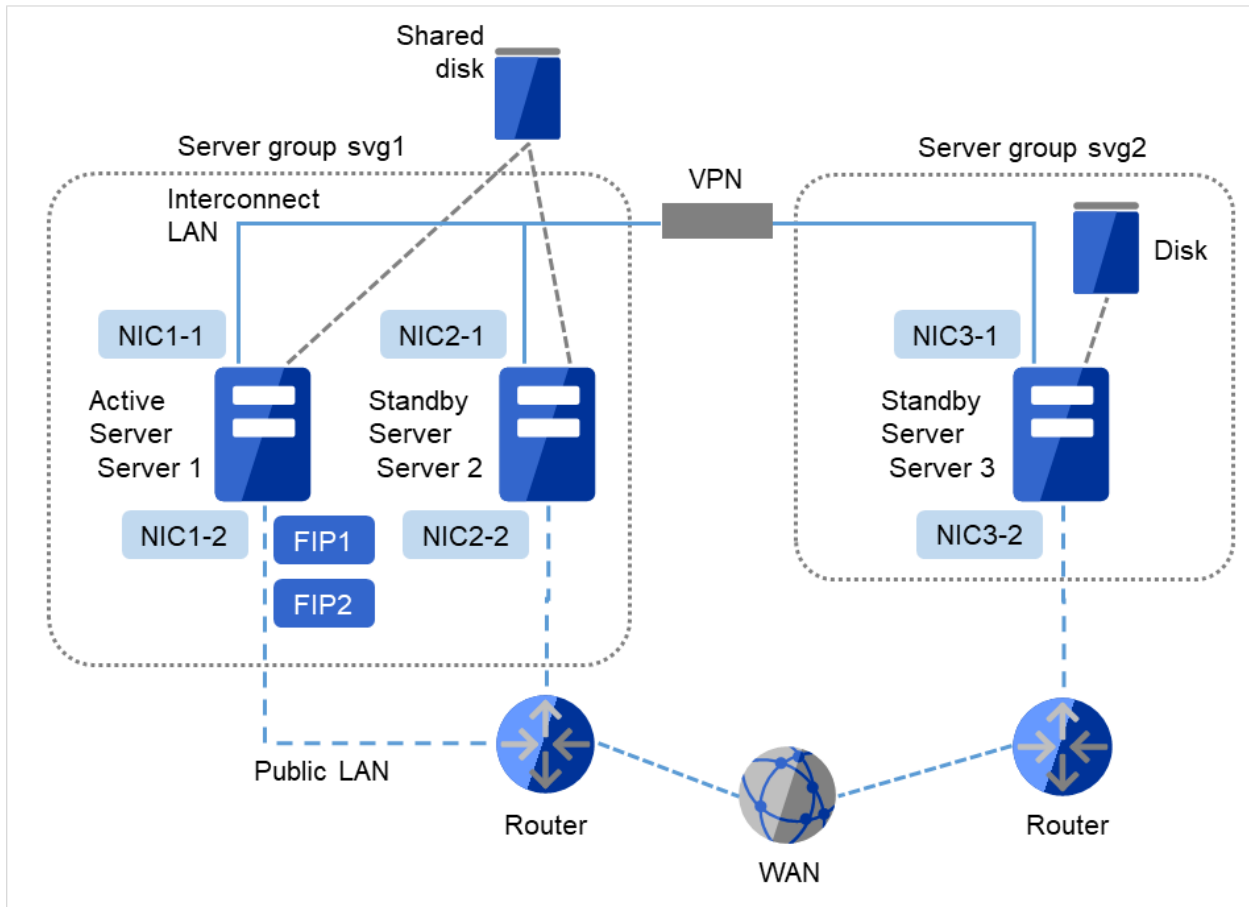 Shared
disk
Server group svg1
Server group svg2
Interconnect
LAN
VPN
Disk
NIC1-1
NIC2-1
NIC3-1
Active
Server
Server 1
Standby
Server
Server 2
Standby
Server
Server 3
NIC1-2
FIP1
NIC2-2
NIC3-2
FIP2
Public LAN
Router
Router
WAN